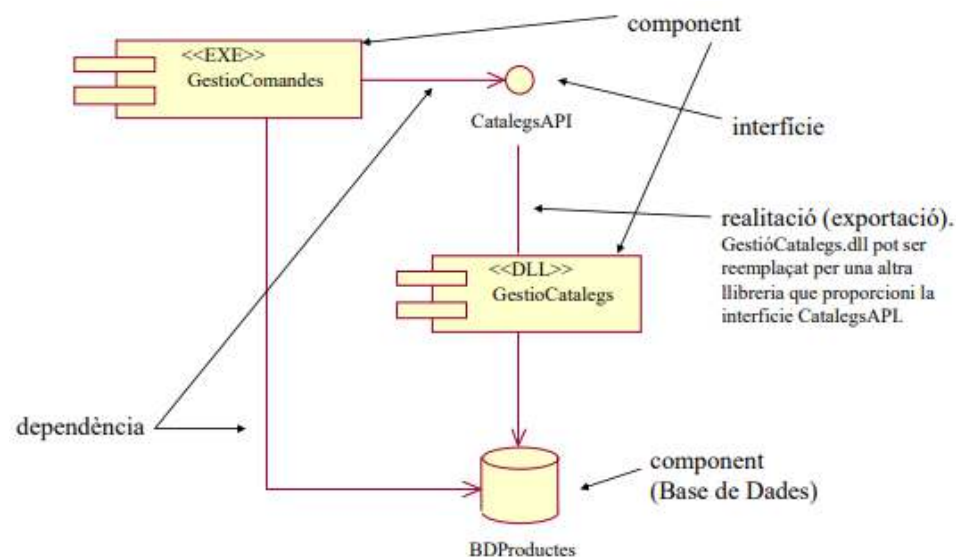 component
<<EXE>>
GestioComandes
CatalegsAPI
interfície
realitació (exportació).
GestióCatalegs.dll pot ser
reemplaçat per una altra
llibreria que proporcioni la
interficie CatalegsAPI.
<<DLL>>
GestioCatalegs
dependència
component
(Base de Dades)
BDProductes